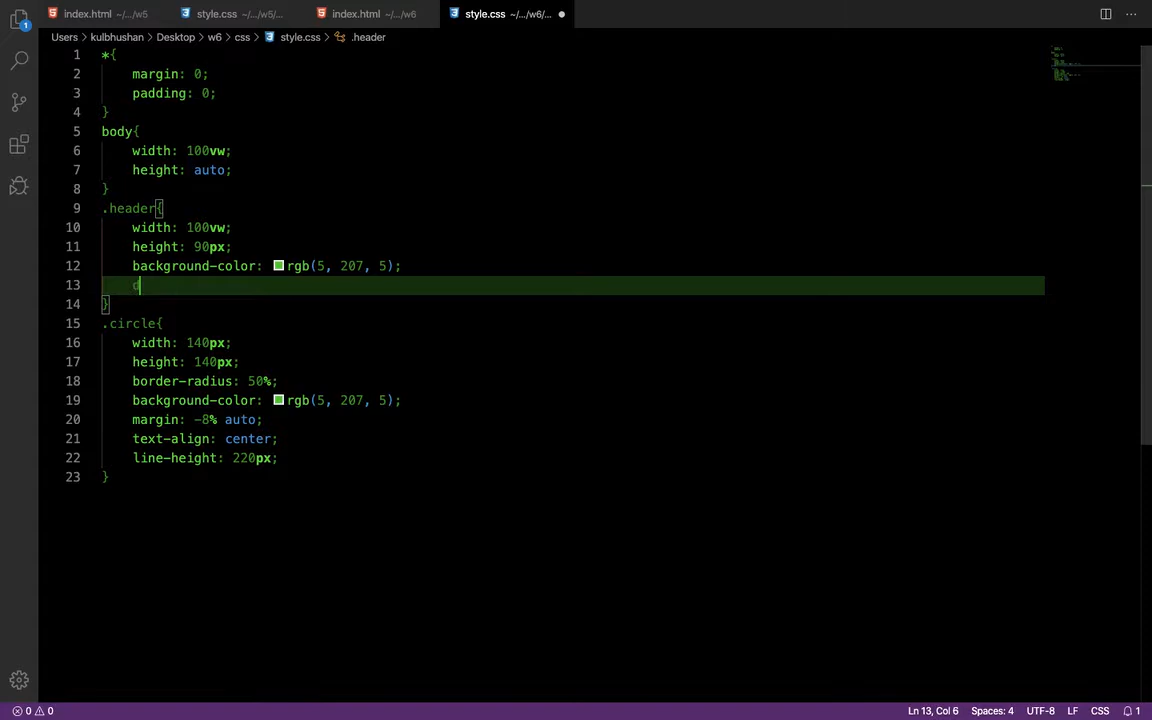 index.html ~/.../w5 style.css ~/.../w5/... index.html ~/.../w6 style.css ~/.../w6/...
Users > kulbhushan > Desktop > w6 > css > style.css > .header
1 *{
2 margin: 0;
3 padding: 0;
4 }
5 body{
6 width: 100vw;
7 height: auto;
8 }
9 .header{
10 width: 100vw;
11 height: 90px;
12 background-color: rgb(5, 207, 5);
13 d
14 }
15 .circle{
16 width: 140px;
17 height: 140px;
18 border-radius: 50%;
19 background-color: rgb(5, 207, 5);
20 margin: -8% auto;
21 text-align: center;
22 line-height: 220px;
23 }
1
0 0 Ln 13, Col 6 Spaces: 4 UTF-8 LF CSS 1